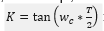 K = tan(w_c * T/2)